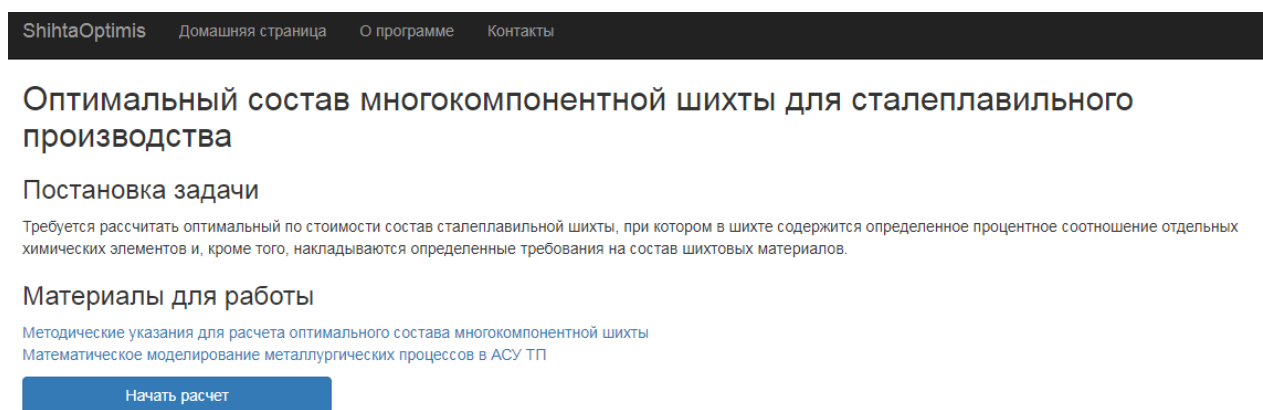 ShihtaOptimis Домашняя страница О программе Контакты
Оптимальный состав многокомпонентной шихты для сталеплавильного
производства
Постановка задачи
Требуется рассчитать оптимальный по стоимости состав сталеплавильной шихты, при котором в шихте содержится определенное процентное соотношение отдельных
химических элементов и, кроме того, накладываются определенные требования на состав шихтовых материалов.
Материалы для работы
Методические указания для расчета оптимального состава многокомпонентной шихты
Математическое моделирование металлургических процессов в АСУ ТП
Начать расчет